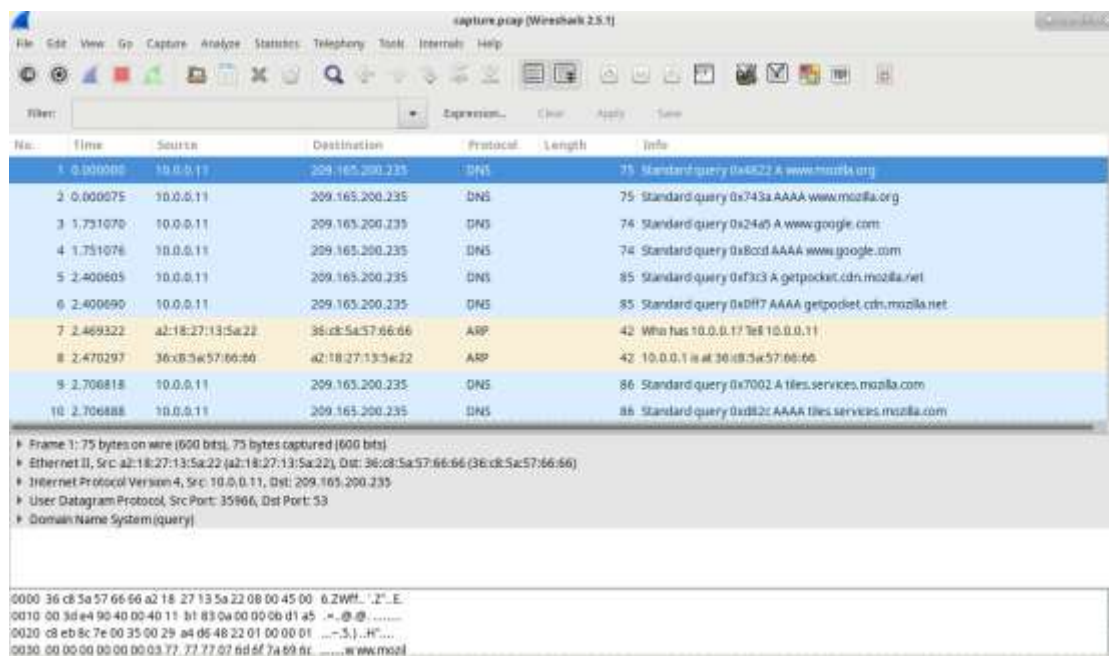 capture.pcap (Wireshark 2.5.1)
File Edit View Go Capture Analyze Statistics Telephony Tools Internals Help
Filter: Expression... Clear Apply Save
No. Time Source Destination Protocol Length Info
1 0.000000 10.0.0.11 209.165.200.235 DNS 75 Standard query 0x4822 A www.mozilla.org
2 0.000075 10.0.0.11 209.165.200.235 DNS 75 Standard query 0x743a AAAA www.mozilla.org
3 1.751070 10.0.0.11 209.165.200.235 DNS 74 Standard query 0x24a5 A www.google.com
4 1.751076 10.0.0.11 209.165.200.235 DNS 74 Standard query 0x8ccd AAAA www.google.com
5 2.400605 10.0.0.11 209.165.200.235 DNS 85 Standard query 0xf3c3 A getpocket.cdn.mozilla.net
6 2.400690 10.0.0.11 209.165.200.235 DNS 85 Standard query 0x0ff7 AAAA getpocket.cdn.mozilla.net
7 2.469322 a2:18:27:13:5a:22 36:c8:5a:57:66:66 ARP 42 Who has 10.0.0.1? Tell 10.0.0.11
8 2.470297 36:c8:5a:57:66:66 a2:18:27:13:5a:22 ARP 42 10.0.0.1 is at 36:c8:5a:57:66:66
9 2.706818 10.0.0.11 209.165.200.235 DNS 86 Standard query 0x7002 A tiles.services.mozilla.com
10 2.706888 10.0.0.11 209.165.200.235 DNS 86 Standard query 0xd82c AAAA tiles.services.mozilla.com
Frame 1: 75 bytes on wire (600 bits), 75 bytes captured (600 bits)
Ethernet II, Src: a2:18:27:13:5a:22 (a2:18:27:13:5a:22), Dst: 36:c8:5a:57:66:66 (36:c8:5a:57:66:66)
Internet Protocol Version 4, Src: 10.0.0.11, Dst: 209.165.200.235
User Datagram Protocol, Src Port: 35966, Dst Port: 53
Domain Name System (query)
0000 36 c8 5a 57 66 66 a2 18 27 13 5a 22 08 00 45 00 6.ZWff.. '.Z"..E.
0010 00 3d e4 90 40 00 40 11 b1 83 0a 00 00 0b d1 a5 .=..@.@. ........
0020 c8 eb 8c 7e 00 35 00 29 a4 d6 48 22 01 00 00 01 ...~.5.).. H"....
0030 00 00 00 00 00 00 03 77 77 77 07 6d 6f 7a 69 6c .......w ww.mozil